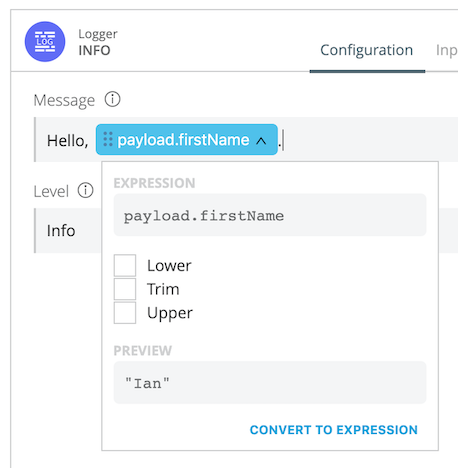 Logger
INFO
Configuration Inp
Message
Hello, payload.firstName .
Level
Info
EXPRESSION
payload.firstName
Lower
Trim
Upper
PREVIEW
"Ian"
CONVERT TO EXPRESSION
LOG